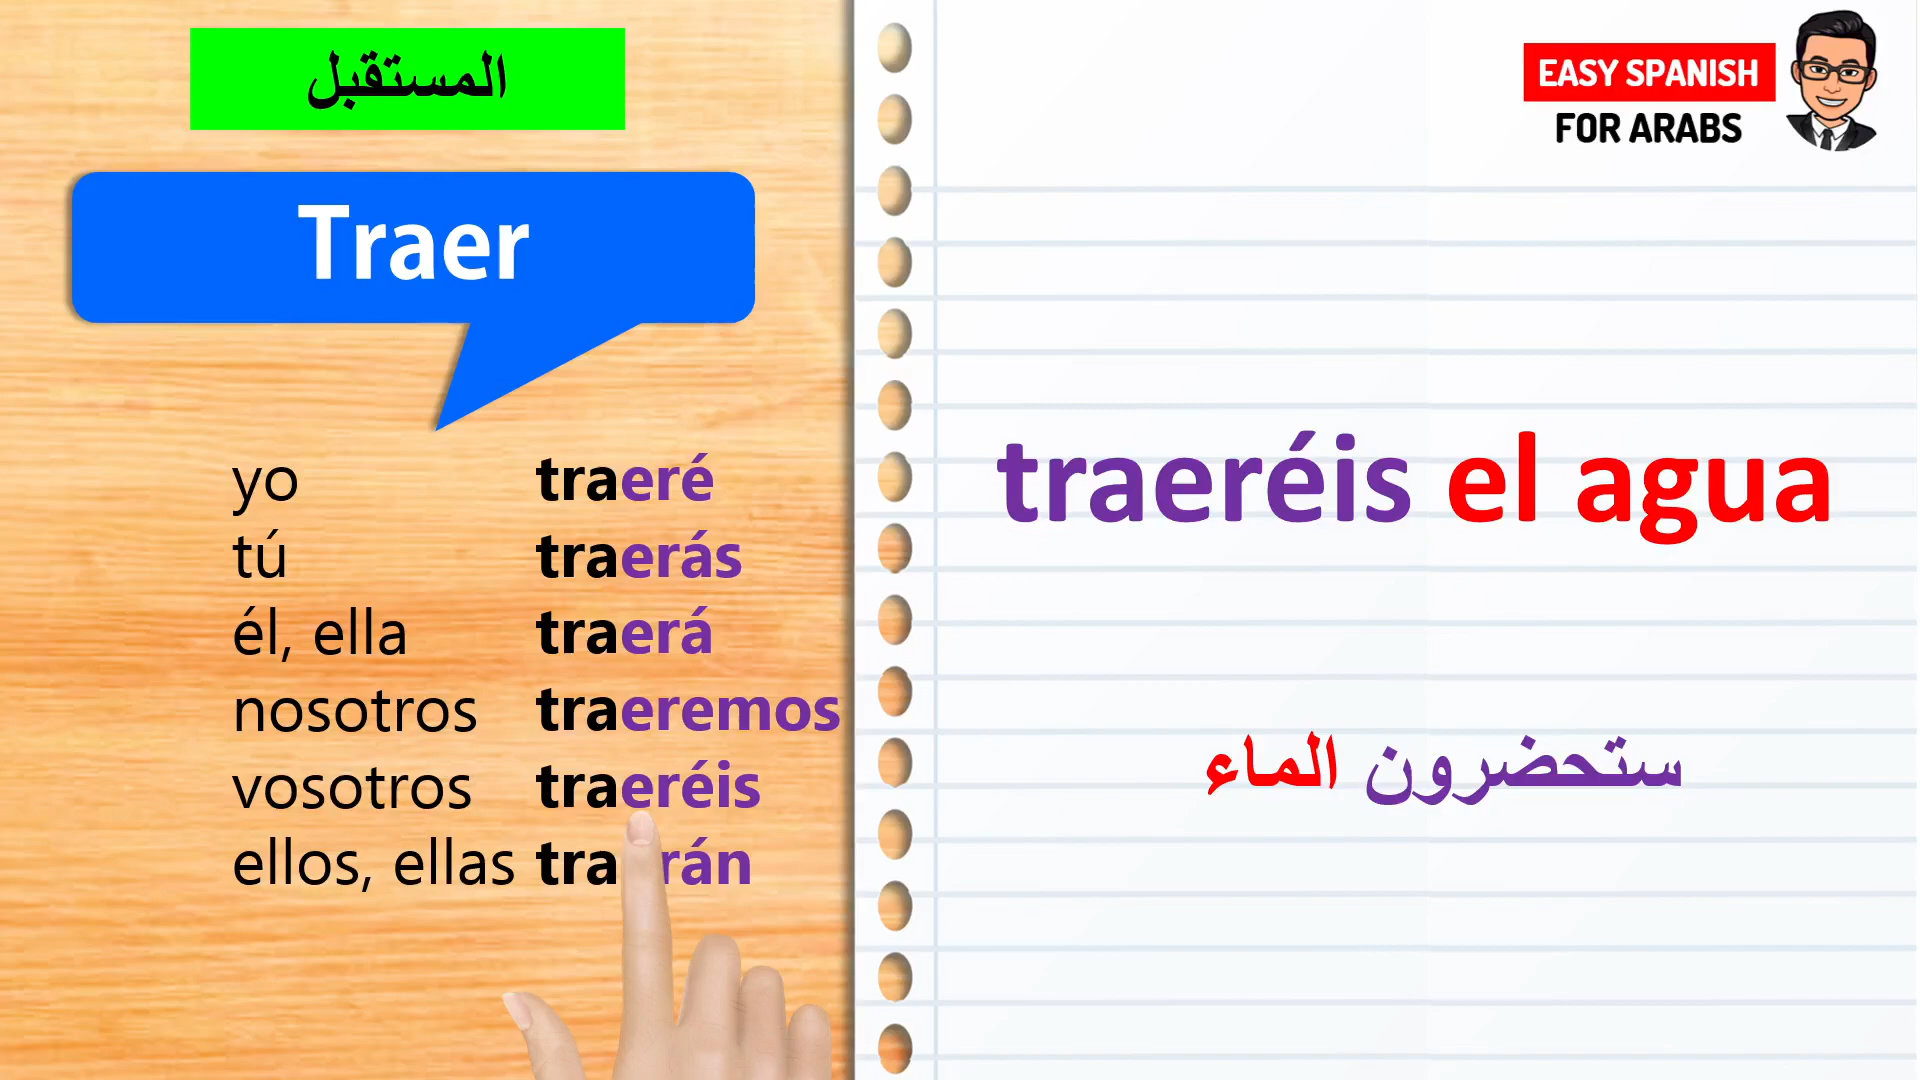 المستقبل
Traer
yo traeré
tú traerás
él, ella traerá
nosotros traeremos
vosotros traeréis
ellos, ellas tra rán
EASY SPANISH
FOR ARABS
traeréis el agua
ستحضرون الماء